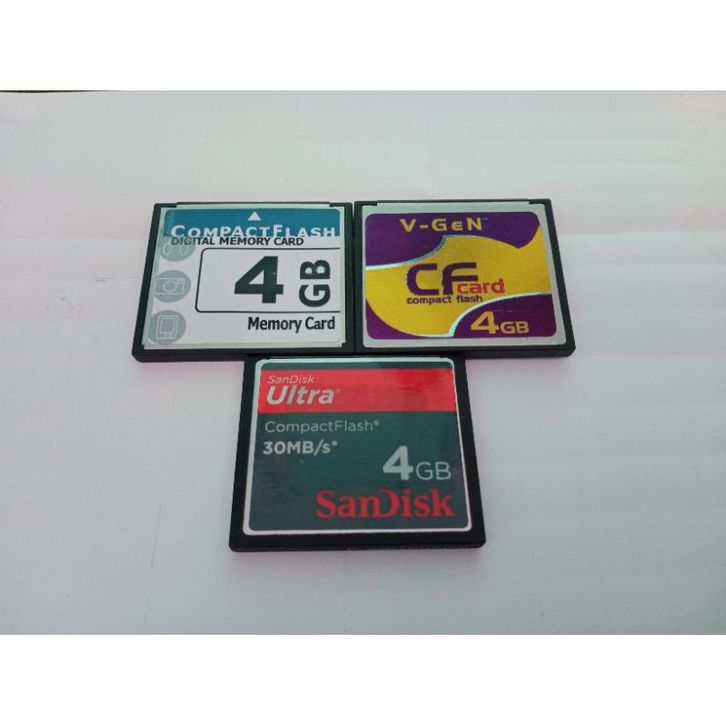 COMPACTFLASH
DIGITAL MEMORY CARD
4 GB
Memory Card
V-GeN™
CF card
compact flash
4GB
SanDisk
Ultra®
CompactFlash®
30MB/s*
4GB
SanDisk